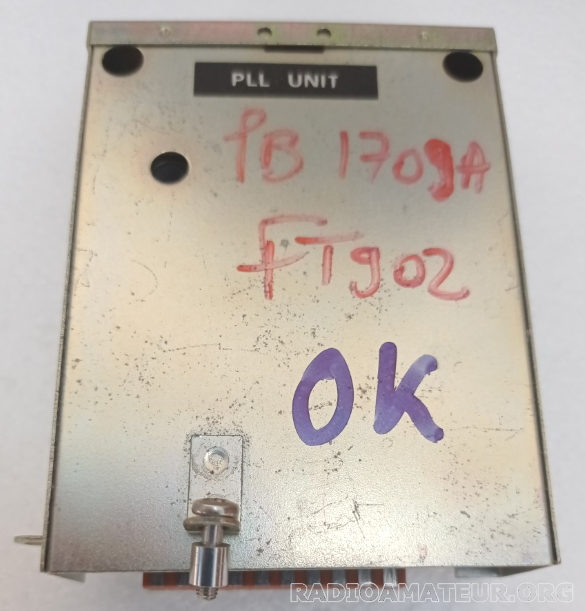 PLL UNIT
PB 1709A
FT902
OK
RADIOAMATEUR.ORG